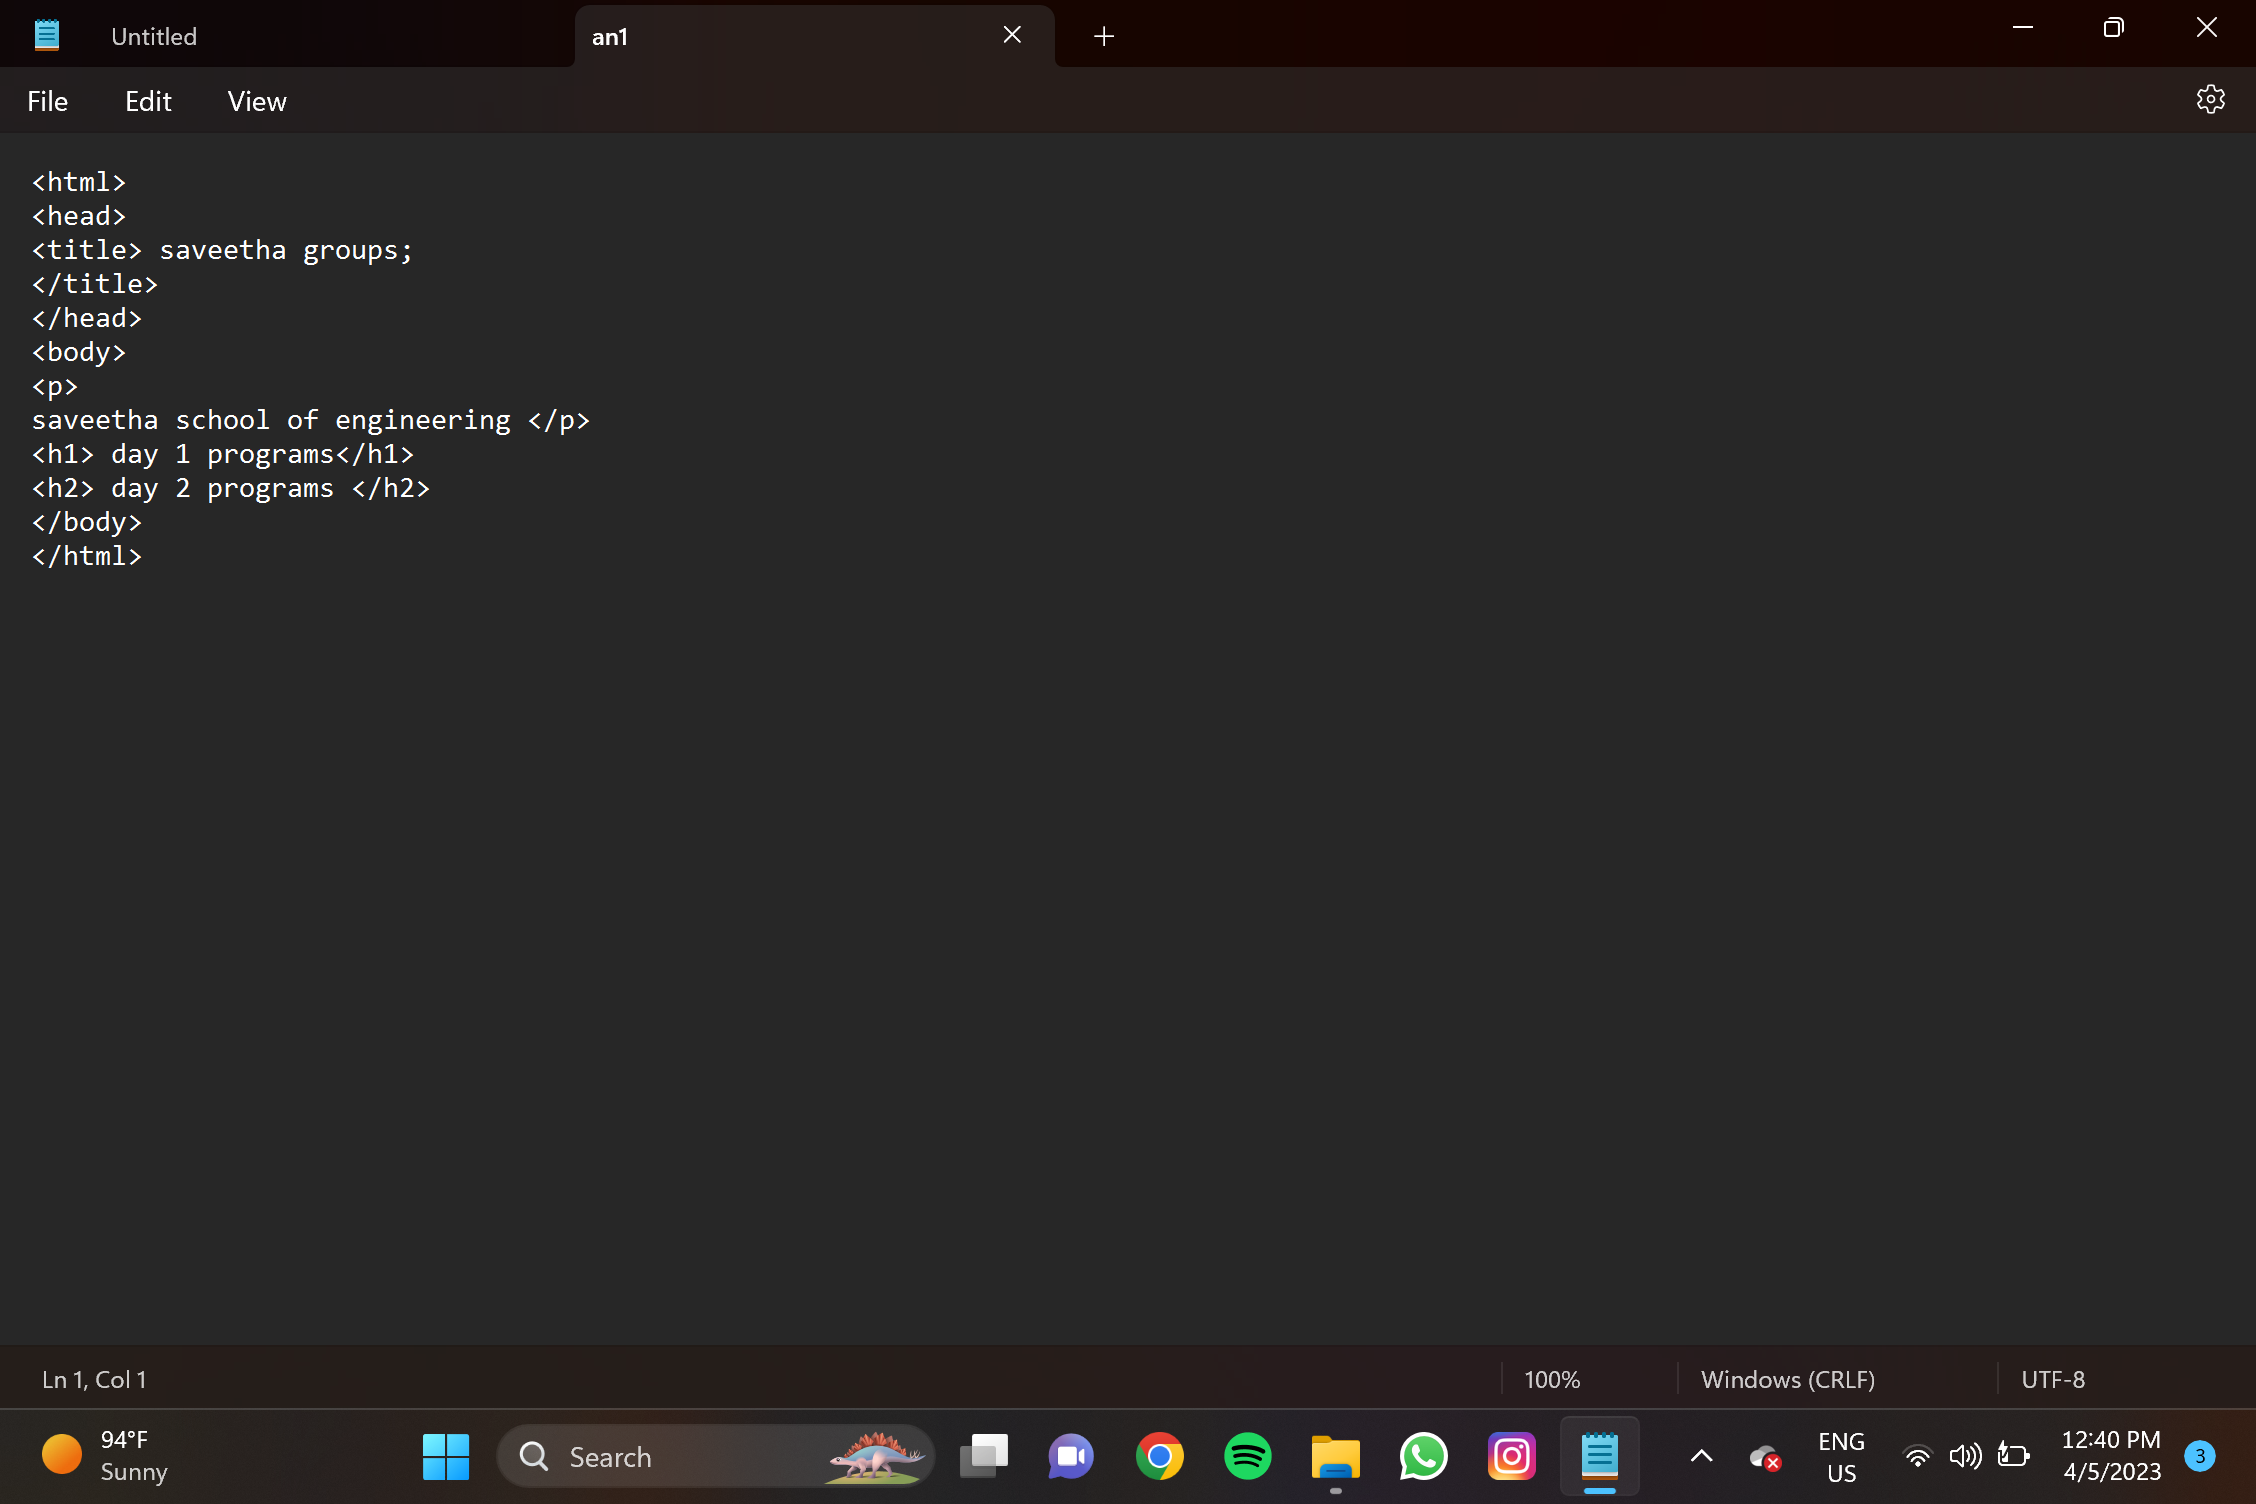 Untitled
an1
File Edit View
<html>
<head>
<title> saveetha groups;
</title>
</head>
<body>
<p>
saveetha school of engineering </p>
<h1> day 1 programs</h1>
<h2> day 2 programs </h2>
</body>
</html>
Ln 1, Col 1
100%
Windows (CRLF)
UTF-8
94°F
Sunny
Search
ENG
US
12:40 PM
4/5/2023
3